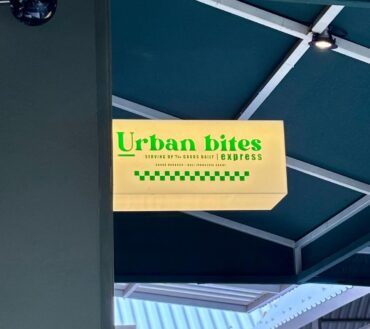 Urban bites
SERVING UP The GOODS DAILY | express